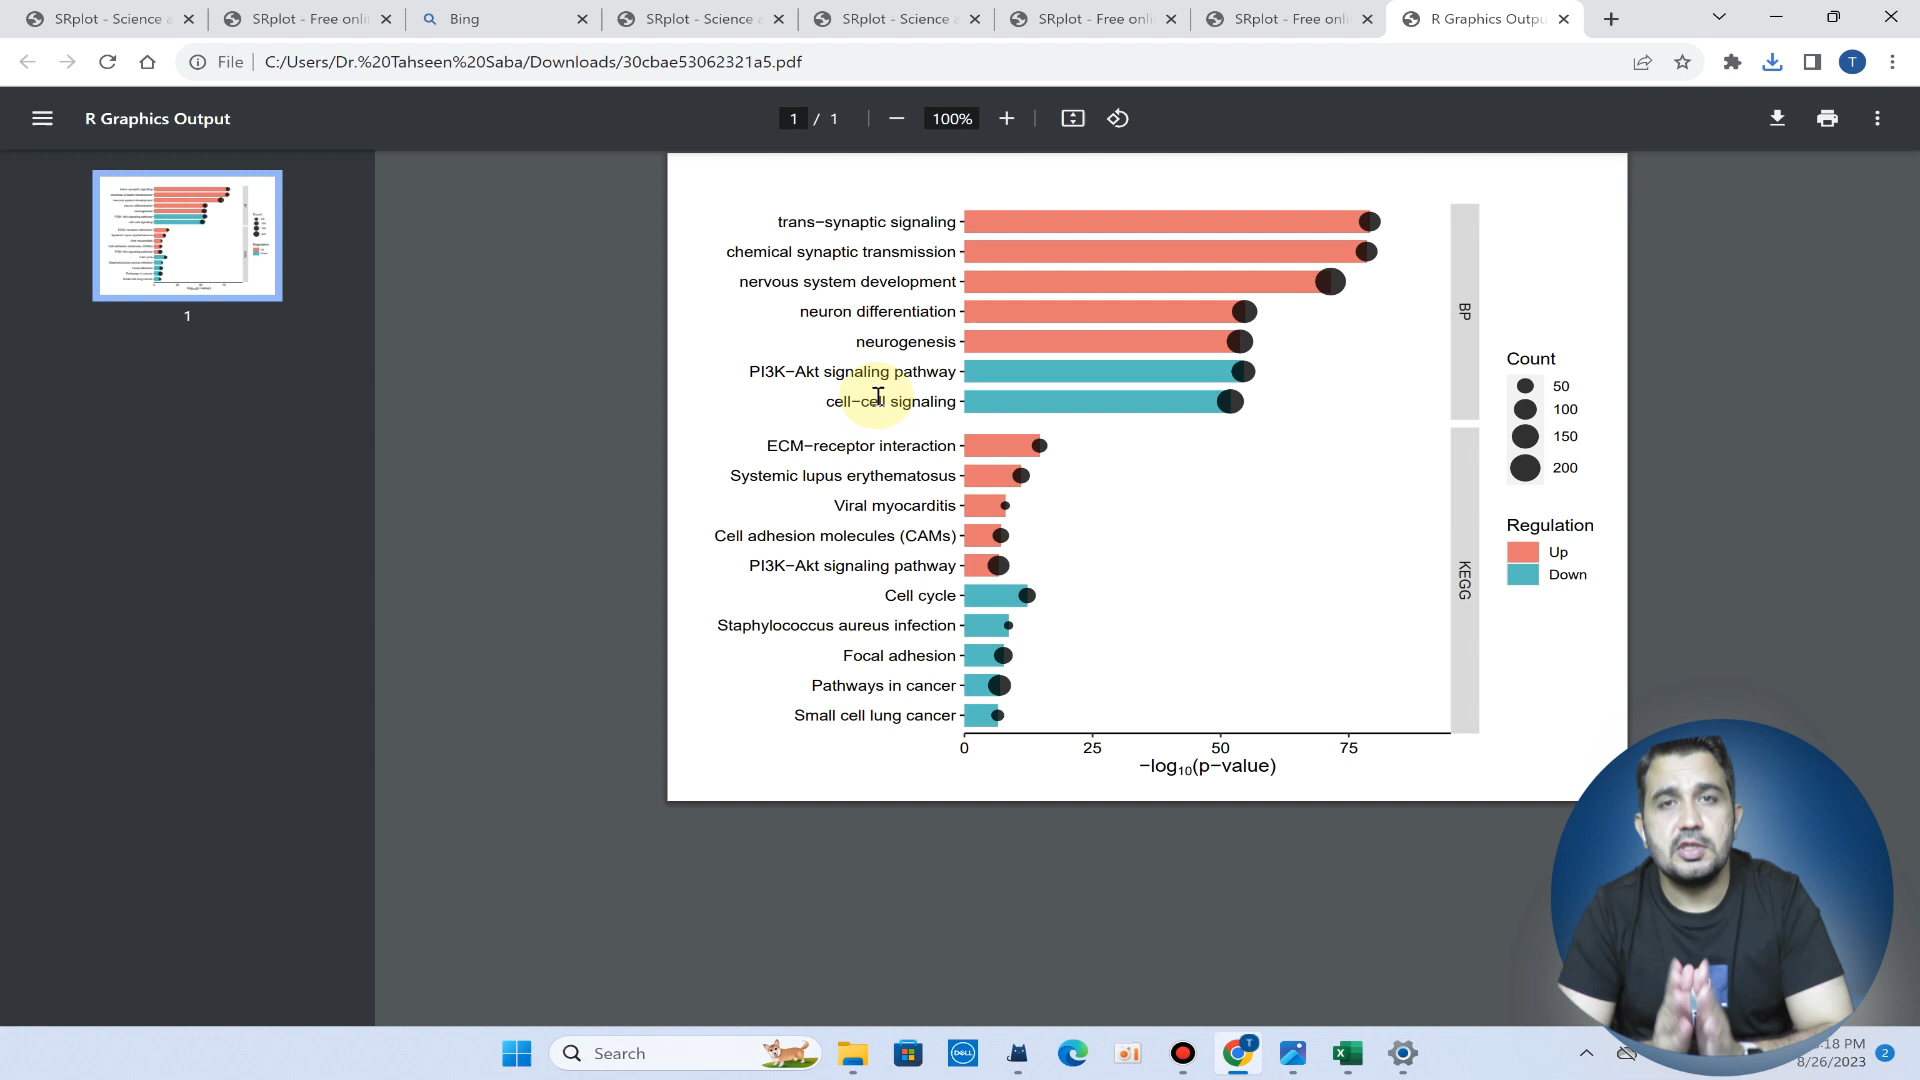 SRplot - Science a
SRplot - Free onli
Bing
SRplot - Science a
SRplot - Science a
SRplot - Free onli
SRplot - Free onli
R Graphics Outpu
File
C:/Users/Dr.%20Tahseen%20Saba/Downloads/30cbae53062321a5.pdf
T
R Graphics Output
1 / 1
100%
1
trans−synaptic signaling
chemical synaptic transmission
nervous system development
neuron differentiation
neurogenesis
PI3K−Akt signaling pathway
cell−cell signaling
BP
ECM−receptor interaction
Systemic lupus erythematosus
Viral myocarditis
Cell adhesion molecules (CAMs)
PI3K−Akt signaling pathway
Cell cycle
Staphylococcus aureus infection
Focal adhesion
Pathways in cancer
Small cell lung cancer
KEGG
0 25 50 75
−log10(p−value)
Count
50
100
150
200
Regulation
Up
Down
Search
DELL
T
:18 PM
8/26/2023
2